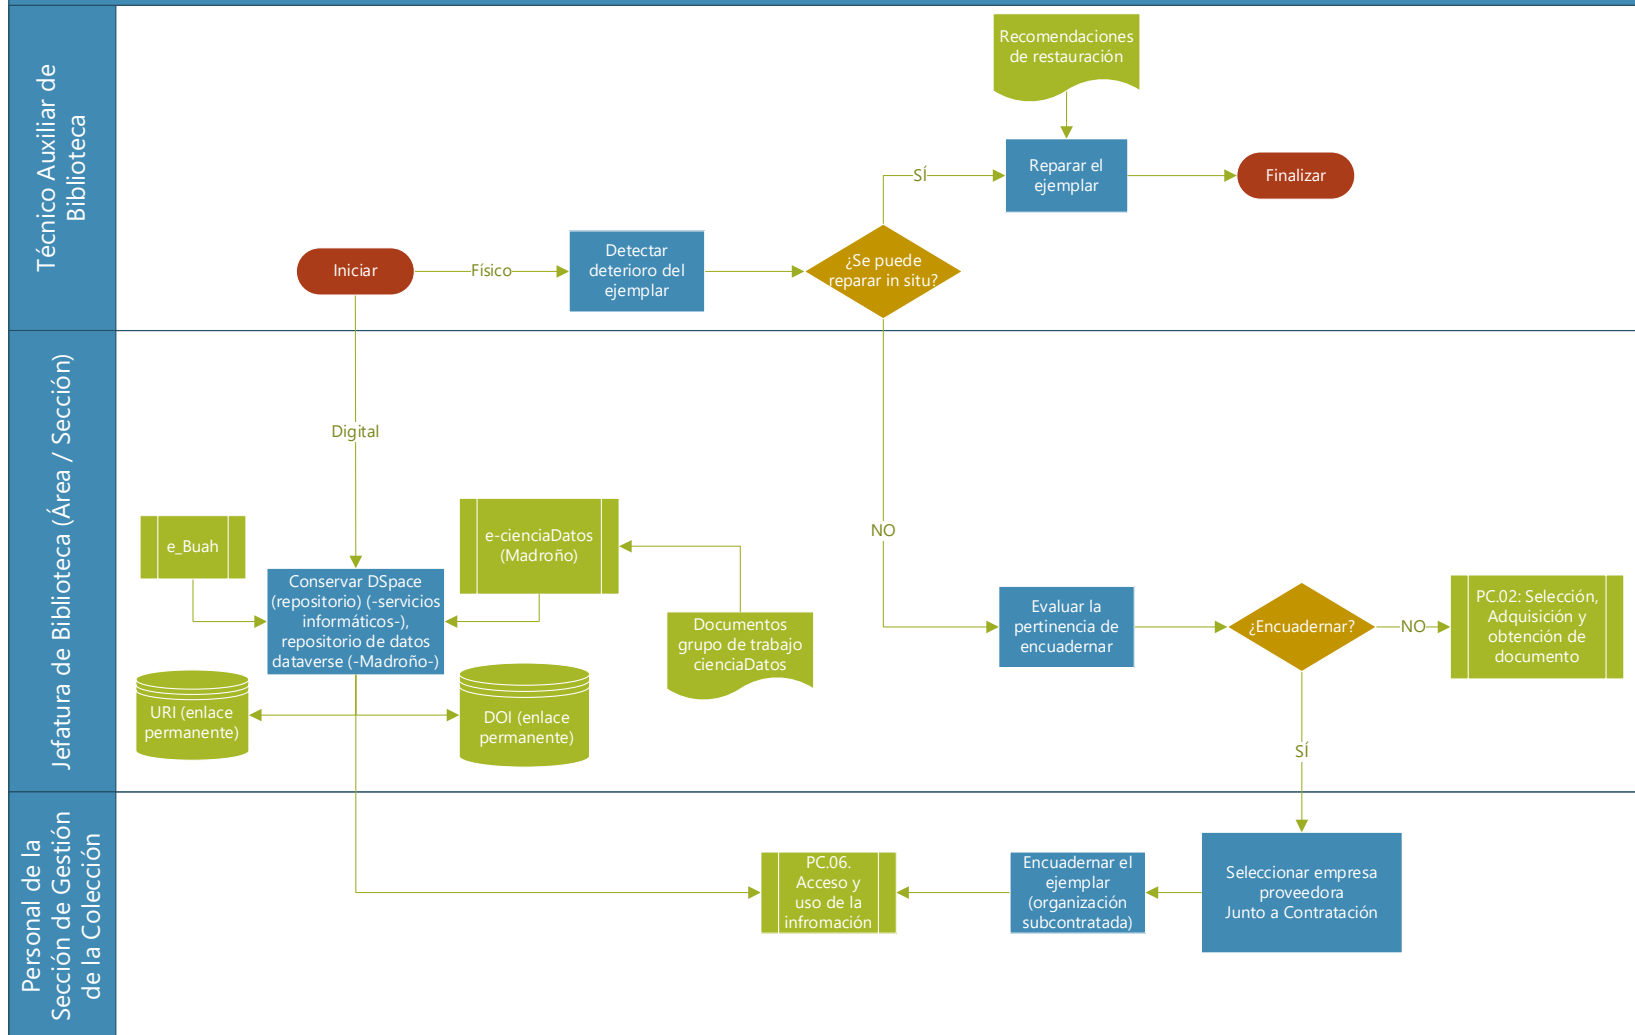 Técnico Auxiliar de
Biblioteca
Recomendaciones
de restauración
Reparar el
ejemplar
Finalizar
SÍ
Iniciar
Físico
Detectar
deterioro del
ejemplar
¿Se puede
reparar in situ?
Jefatura de Biblioteca (Área / Sección)
Digital
NO
e_Buah
e-cienciaDatos
(Madroño)
Conservar DSpace
(repositorio) (-servicios
informáticos-),
repositorio de datos
dataverse (-Madroño-)
Documentos
grupo de trabajo
cienciaDatos
URI (enlace
permanente)
DOI (enlace
permanente)
Evaluar la
pertinencia de
encuadernar
¿Encuadernar?
NO
PC.02: Selección,
Adquisición y
obtención de
documento
SÍ
Personal de la
Sección de Gestión
de la Colección
PC.06.
Acceso y
uso de la
infromación
Encuadernar el
ejemplar
(organización
subcontratada)
Seleccionar empresa
proveedora
Junto a Contratación